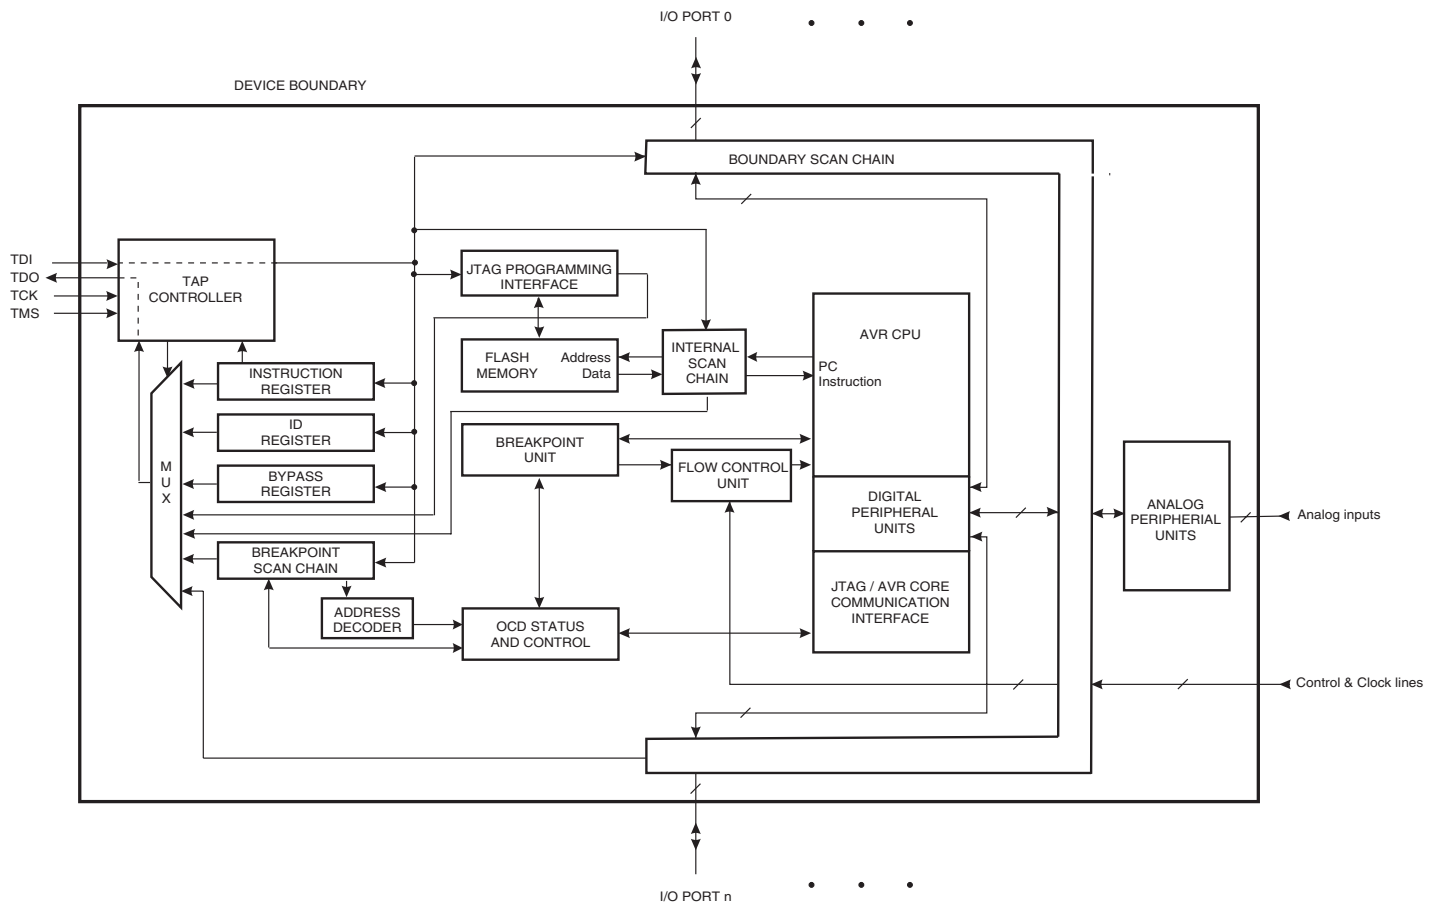 I/O PORT 0
DEVICE BOUNDARY
BOUNDARY SCAN CHAIN
TDI
TDO
TCK
TMS
TAP
CONTROLLER
JTAG PROGRAMMING
INTERFACE
AVR CPU
INTERNAL
SCAN
CHAIN
FLASH
MEMORY
Address
Data
PC
Instruction
INSTRUCTION
REGISTER
ID
REGISTER
BREAKPOINT
UNIT
FLOW CONTROL
UNIT
M
U
X
BYPASS
REGISTER
DIGITAL
PERIPHERAL
UNITS
ANALOG
PERIPHERIAL
UNITS
Analog inputs
BREAKPOINT
SCAN CHAIN
JTAG / AVR CORE
COMMUNICATION
INTERFACE
ADDRESS
DECODER
OCD STATUS
AND CONTROL
Control & Clock lines
I/O PORT n